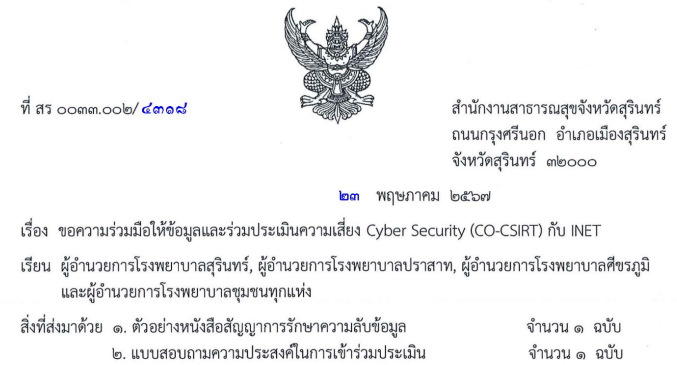 ที่ สร ๐๐๓๓.๐๐๒/๔๓๑๘
สำนักงานสาธารณสุขจังหวัดสุรินทร์
ถนนกรุงศรีนอก อำเภอเมืองสุรินทร์
จังหวัดสุรินทร์ ๓๒๐๐๐
๒๓ พฤษภาคม ๒๕๖๗
เรื่อง ขอความร่วมมือให้ข้อมูลและร่วมประเมินความเสี่ยง Cyber Security (CO-CSIRT) กับ INET
เรียน ผู้อำนวยการโรงพยาบาลสุรินทร์, ผู้อำนวยการโรงพยาบาลปราสาท, ผู้อำนวยการโรงพยาบาลศีขรภูมิ
และผู้อำนวยการโรงพยาบาลชุมชนทุกแห่ง
สิ่งที่ส่งมาด้วย ๑. ตัวอย่างหนังสือสัญญาการรักษาความลับข้อมูล จำนวน ๑ ฉบับ
๒. แบบสอบถามความประสงค์ในการเข้าร่วมประเมิน จำนวน ๑ ฉบับ